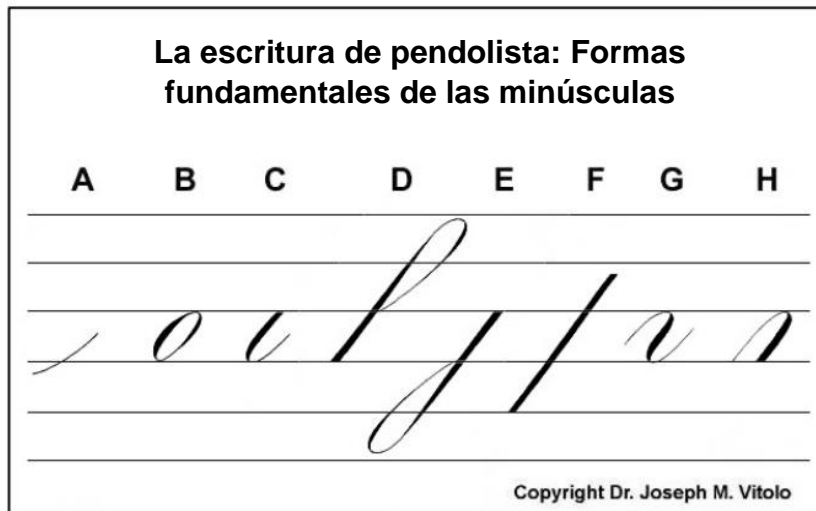 La escritura de pendolista: Formas
fundamentales de las minúsculas
A B C D E F G H
Copyright Dr. Joseph M. Vitolo